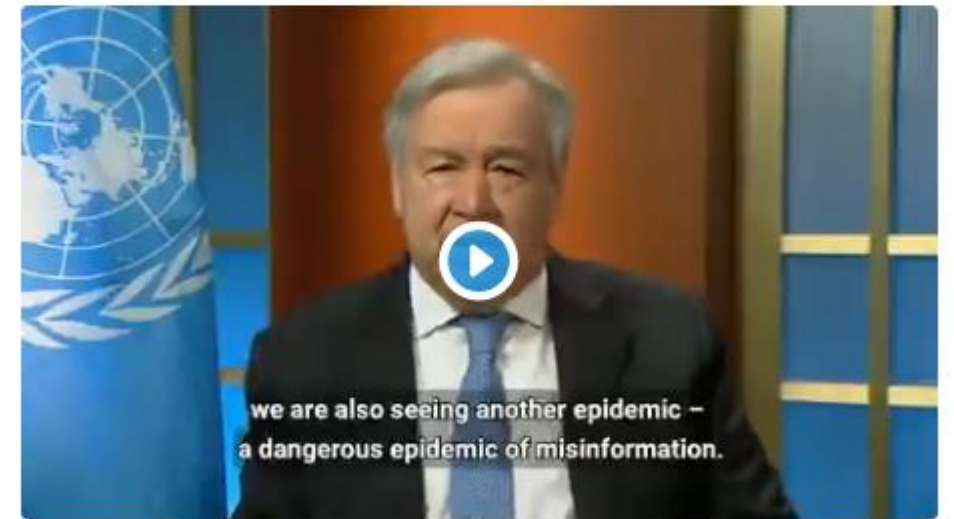 we are also seeing another epidemic –
a dangerous epidemic of misinformation.